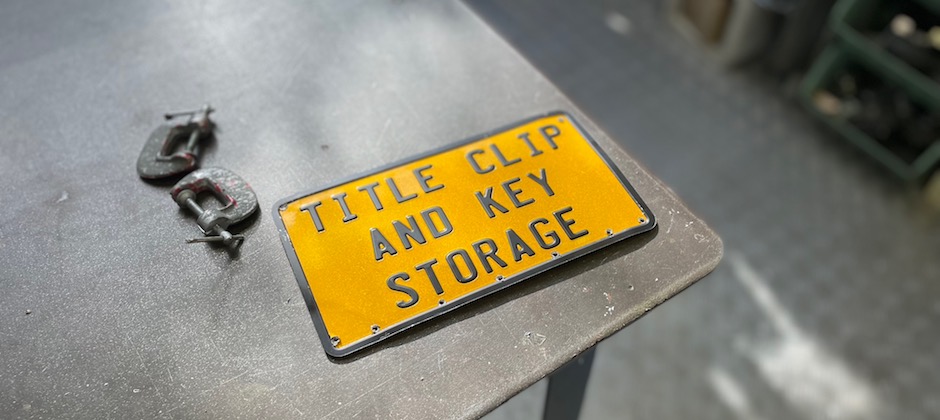 TITLE CLIP
AND KEY
STORAGE